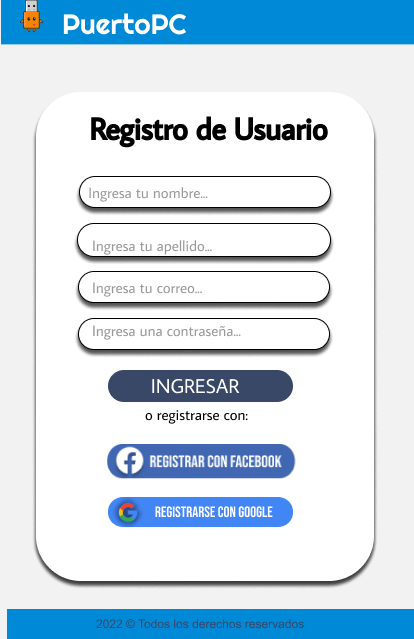 PuertoPC
Registro de Usuario
Ingresa tu nombre...
Ingresa tu apellido...
Ingresa tu correo...
Ingresa una contraseña...
INGRESAR
o registrarse con:
REGISTRAR CON FACEBOOK
REGISTRARSE CON GOOGLE
2022 © Todos los derechos reservados